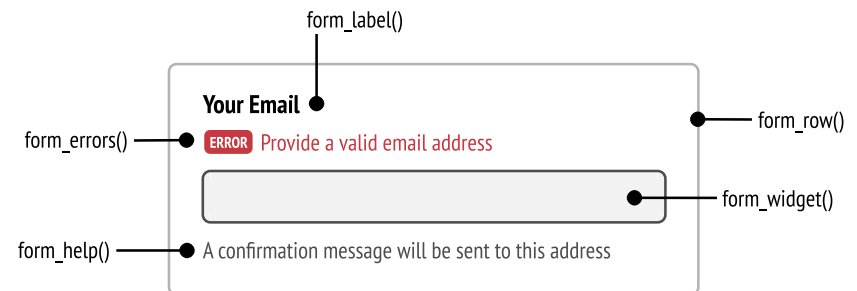 form_label()
Your Email
form_row()
form_errors()
ERROR Provide a valid email address
form_widget()
form_help()
A confirmation message will be sent to this address